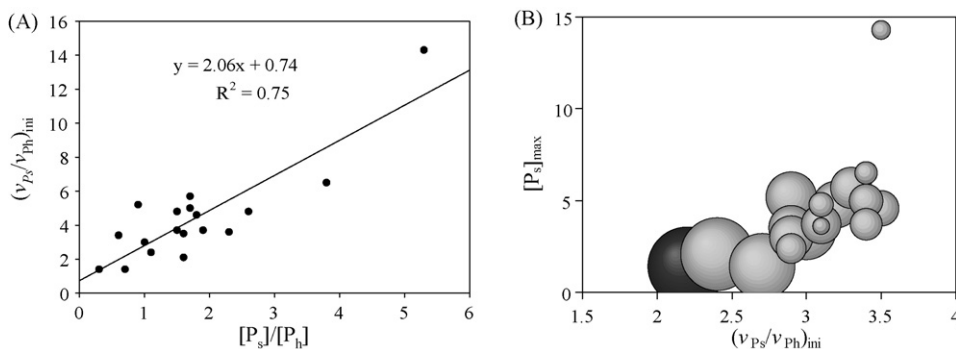 (A)
16
14
12
10
8
6
4
2
0
y = 2.06x + 0.74
R² = 0.75
(vPs/vPh)ini
0 1 2 3 4 5 6
[Ps]/[Ph]
(B)
15
10
5
0
[Ps]max
1.5 2 2.5 3 3.5 4
(vPs/vPh)ini